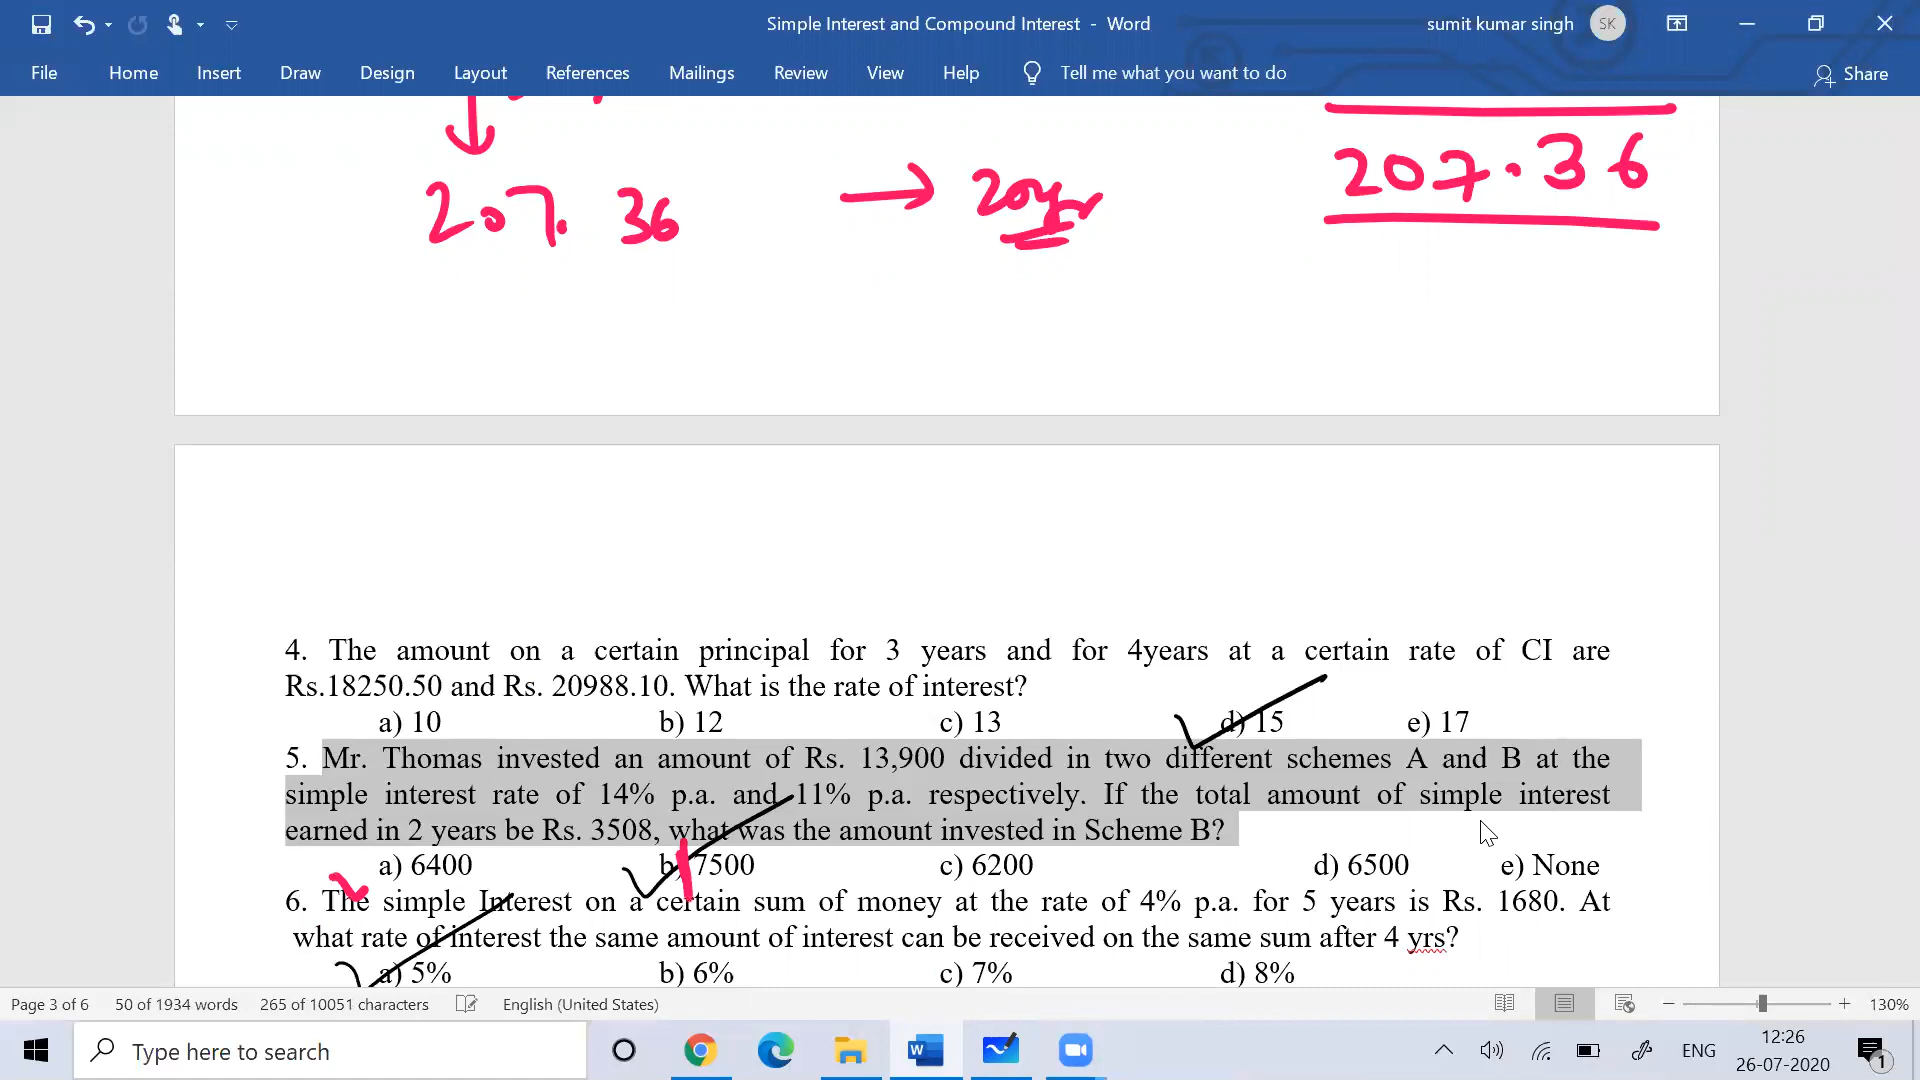 Simple Interest and Compound Interest - Word
sumit kumar singh
SK
File Home Insert Draw Design Layout References Mailings Review View Help Tell me what you want to do Share
207.36
207.36 → 20yr
4. The amount on a certain principal for 3 years and for 4years at a certain rate of CI are
Rs.18250.50 and Rs. 20988.10. What is the rate of interest?
a) 10 b) 12 c) 13 d) 15 e) 17
5. Mr. Thomas invested an amount of Rs. 13,900 divided in two different schemes A and B at the
simple interest rate of 14% p.a. and 11% p.a. respectively. If the total amount of simple interest
earned in 2 years be Rs. 3508, what was the amount invested in Scheme B?
a) 6400 b) 7500 c) 6200 d) 6500 e) None
6. The simple Interest on a certain sum of money at the rate of 4% p.a. for 5 years is Rs. 1680. At
what rate of interest the same amount of interest can be received on the same sum after 4 yrs?
a) 5% b) 6% c) 7% d) 8%
Page 3 of 6 50 of 1934 words 265 of 10051 characters English (United States) 130%
Type here to search
ENG
12:26
26-07-2020
1